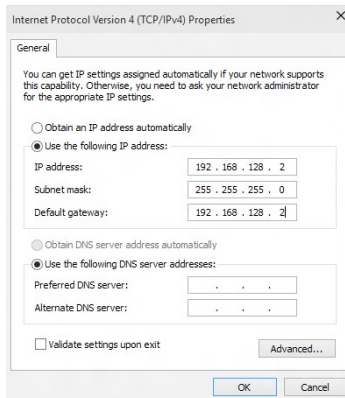 Internet Protocol Version 4 (TCP/IPv4) Properties
General
You can get IP settings assigned automatically if your network supports
this capability. Otherwise, you need to ask your network administrator
for the appropriate IP settings.
Obtain an IP address automatically
Use the following IP address:
IP address: 192 . 168 . 128 . 2
Subnet mask: 255 . 255 . 255 . 0
Default gateway: 192 . 168 . 128 . 2
Obtain DNS server address automatically
Use the following DNS server addresses:
Preferred DNS server: . . .
Alternate DNS server: . . .
Validate settings upon exit
Advanced...
OK Cancel